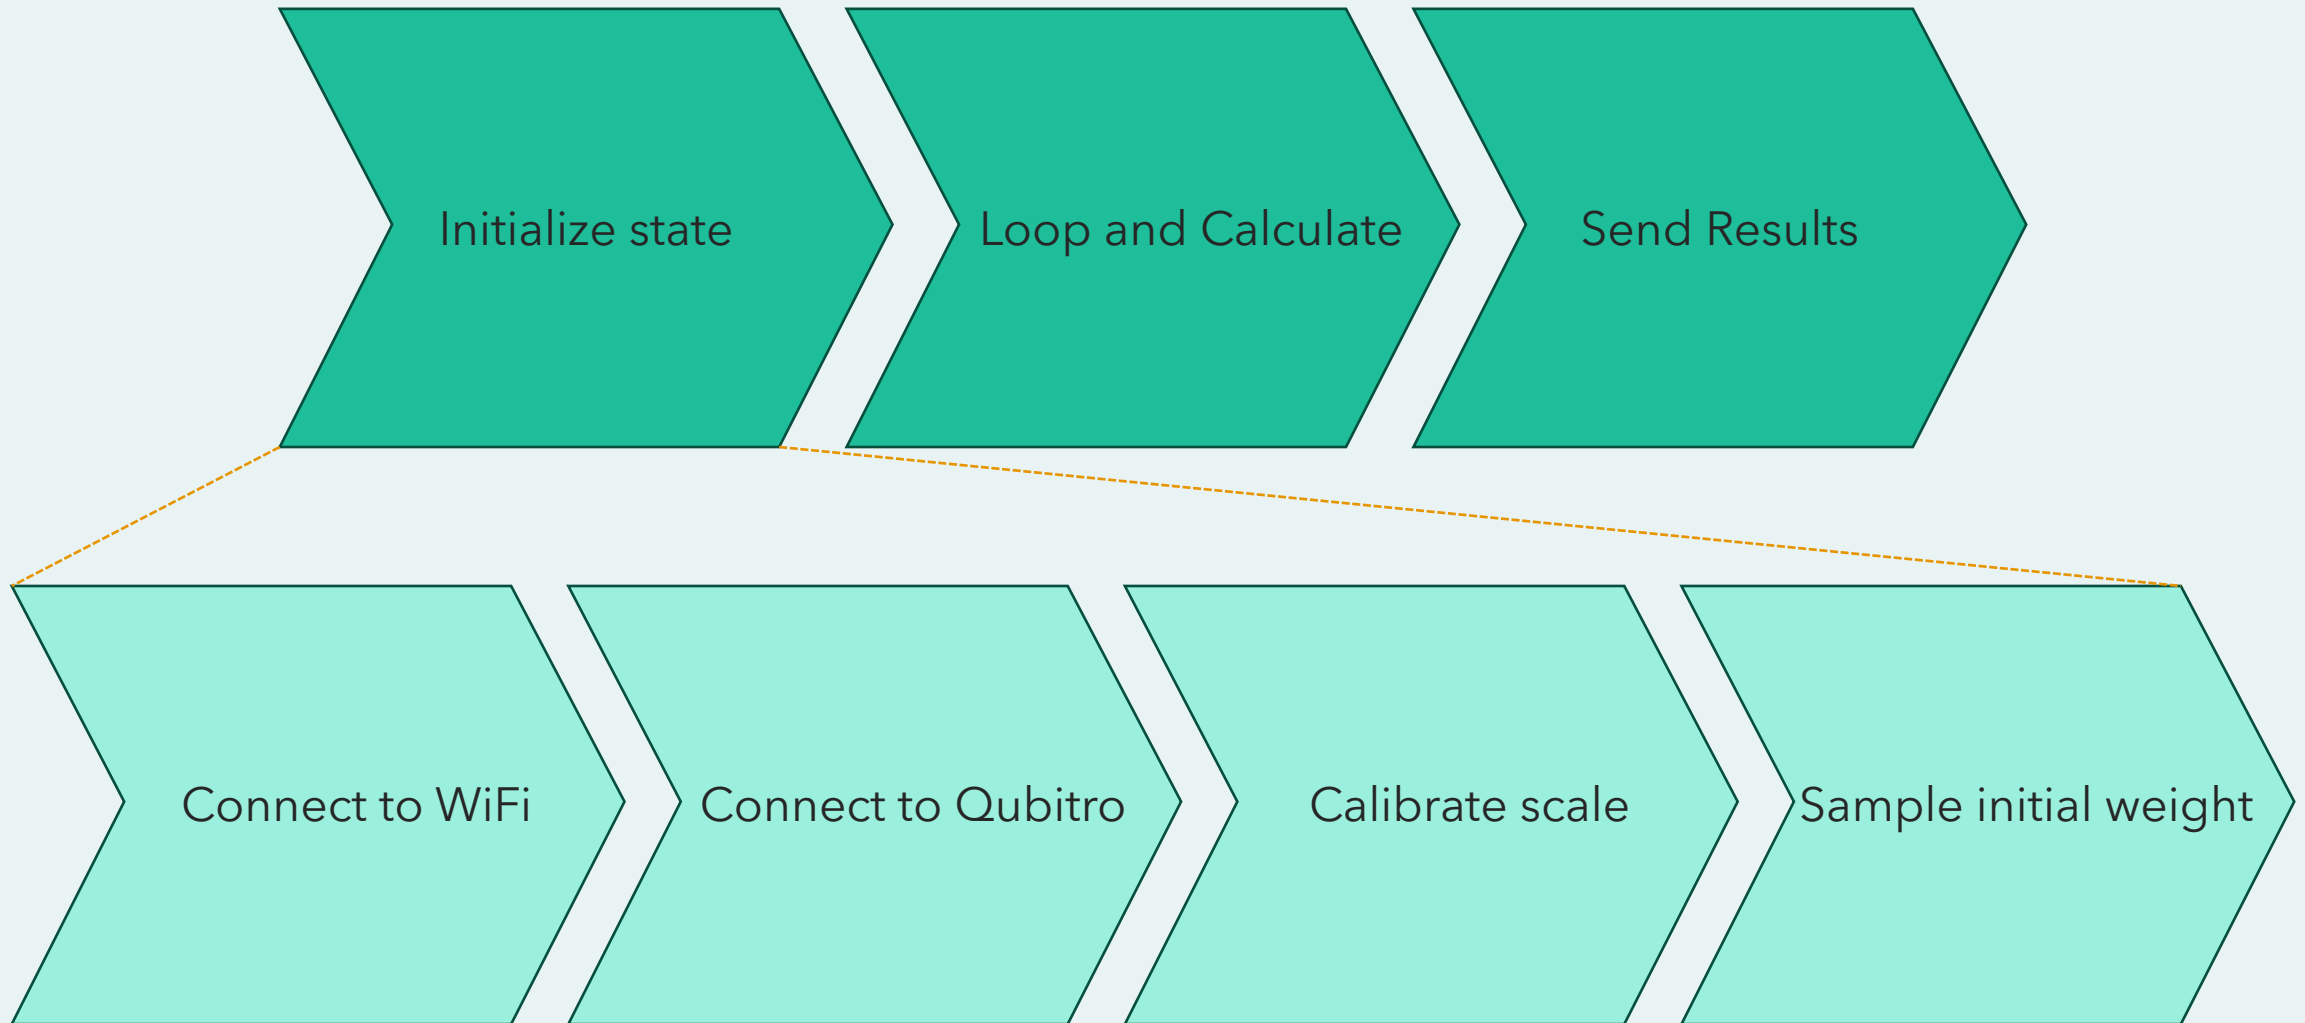 Initialize state
Loop and Calculate
Send Results
Connect to WiFi
Connect to Qubitro
Calibrate scale
Sample initial weight